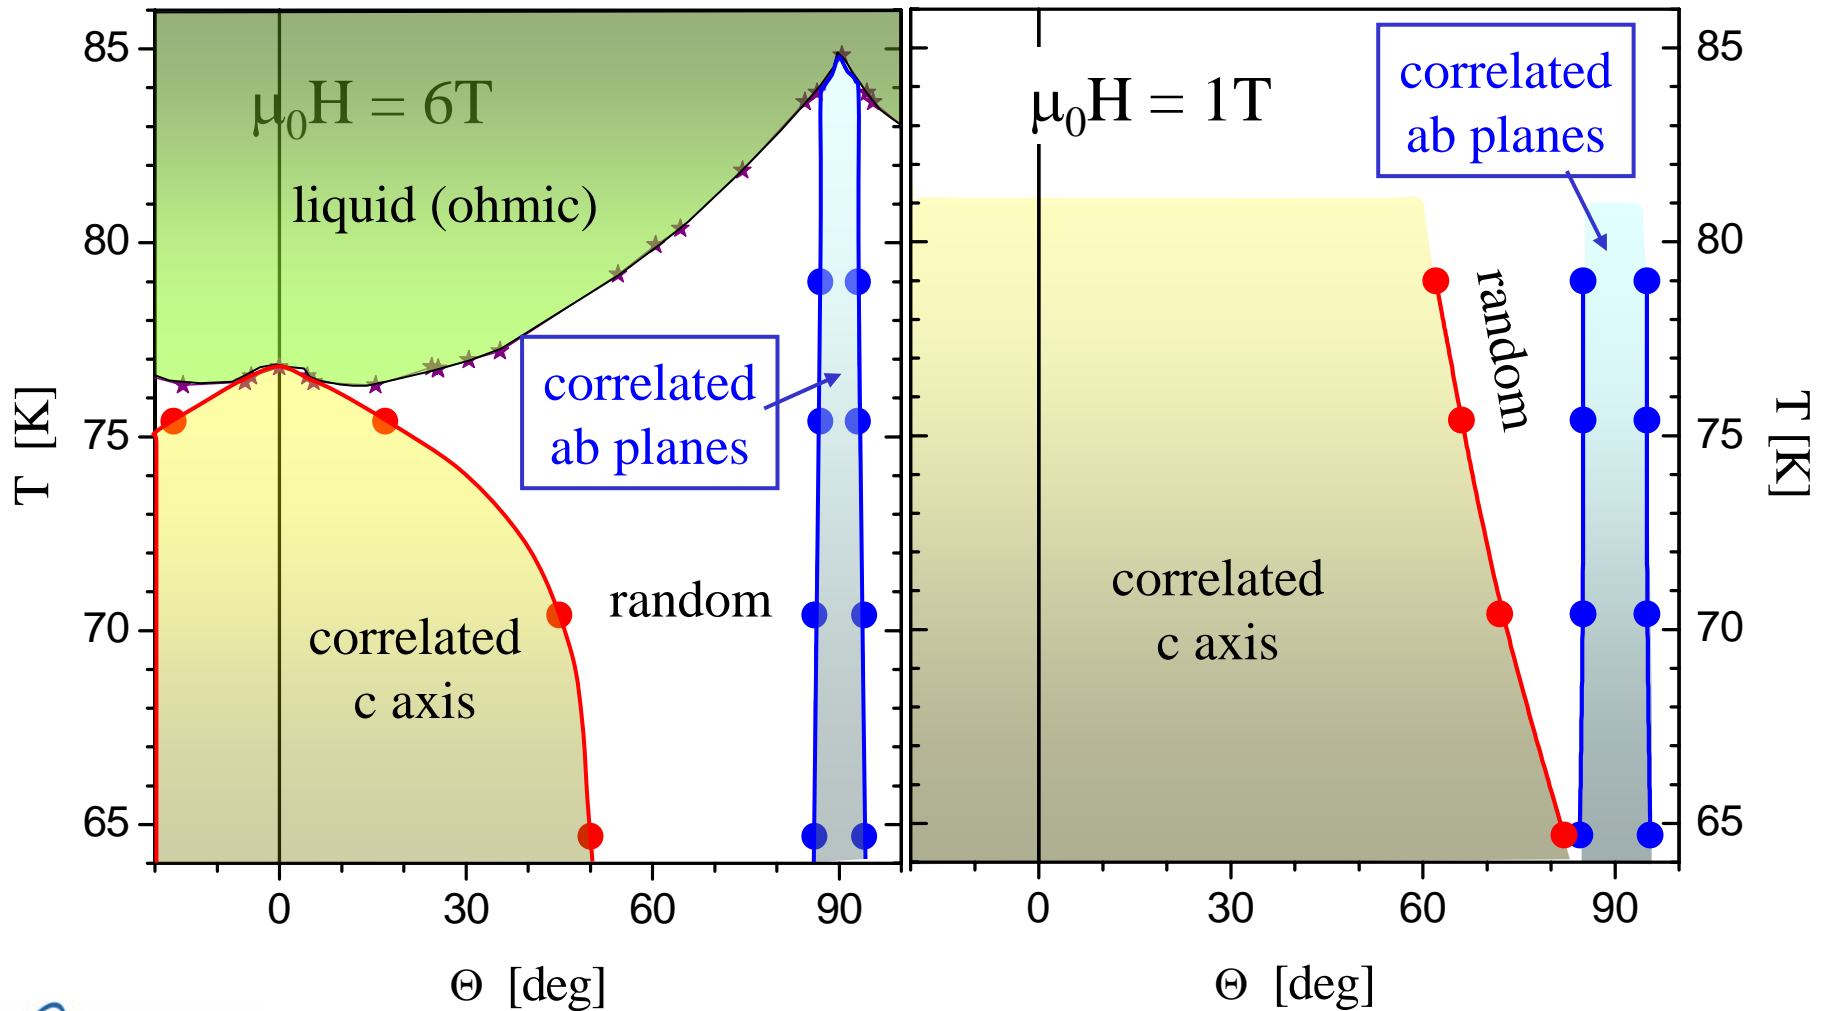 μ₀H = 6T
liquid (ohmic)
correlated
ab planes
random
correlated
c axis
85
80
75
70
65
T [K]
0
30
60
90
Θ [deg]
μ₀H = 1T
correlated
ab planes
random
correlated
c axis
85
80
75
70
65
T [K]
0
30
60
90
Θ [deg]